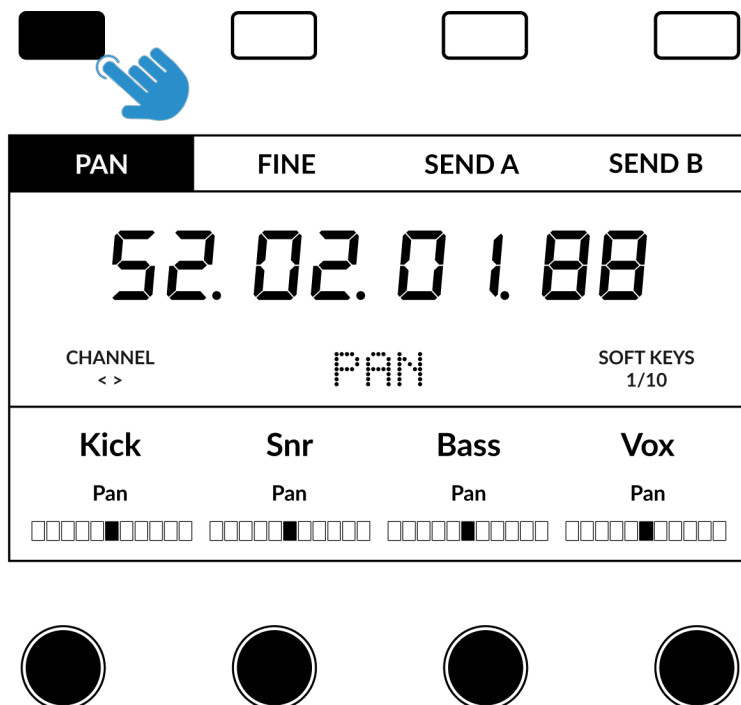 PAN FINE SEND A SEND B
52.02.01.88
CHANNEL PAN SOFT KEYS
< > 1/10
Kick Snr Bass Vox
Pan Pan Pan Pan